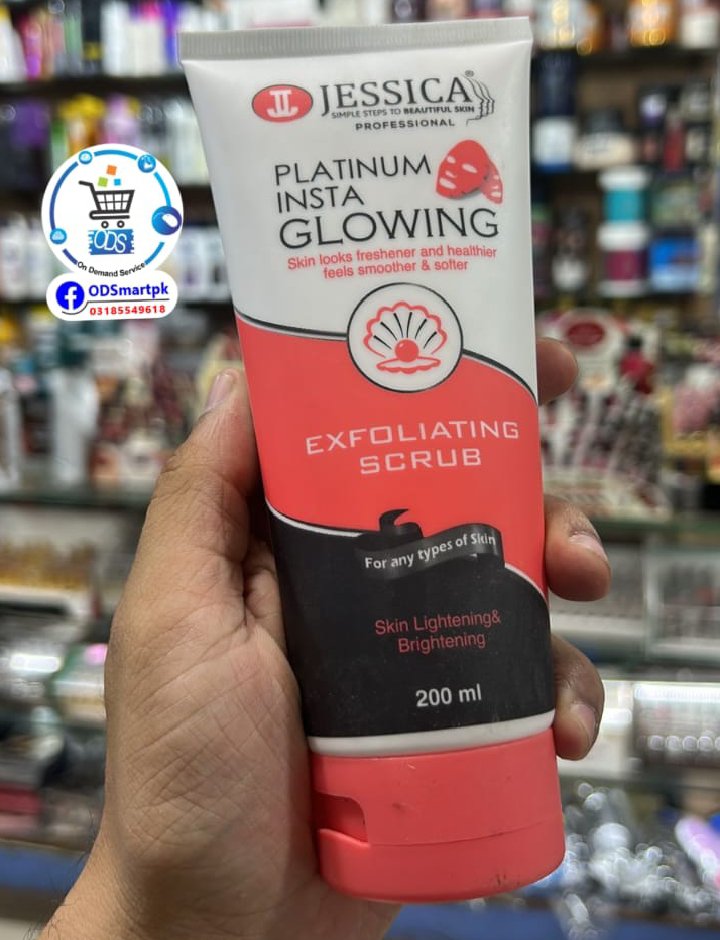 JESSICA®
SIMPLE STEPS TO BEAUTIFUL SKIN
PROFESSIONAL
PLATINUM
INSTA
GLOWING
Skin looks freshener and healthier
feels smoother & softer
EXFOLIATING
SCRUB
For any types of Skin
Skin Lightening&
Brightening
200 ml
ODS
On Demand Service
ODSmartpk
03185549618